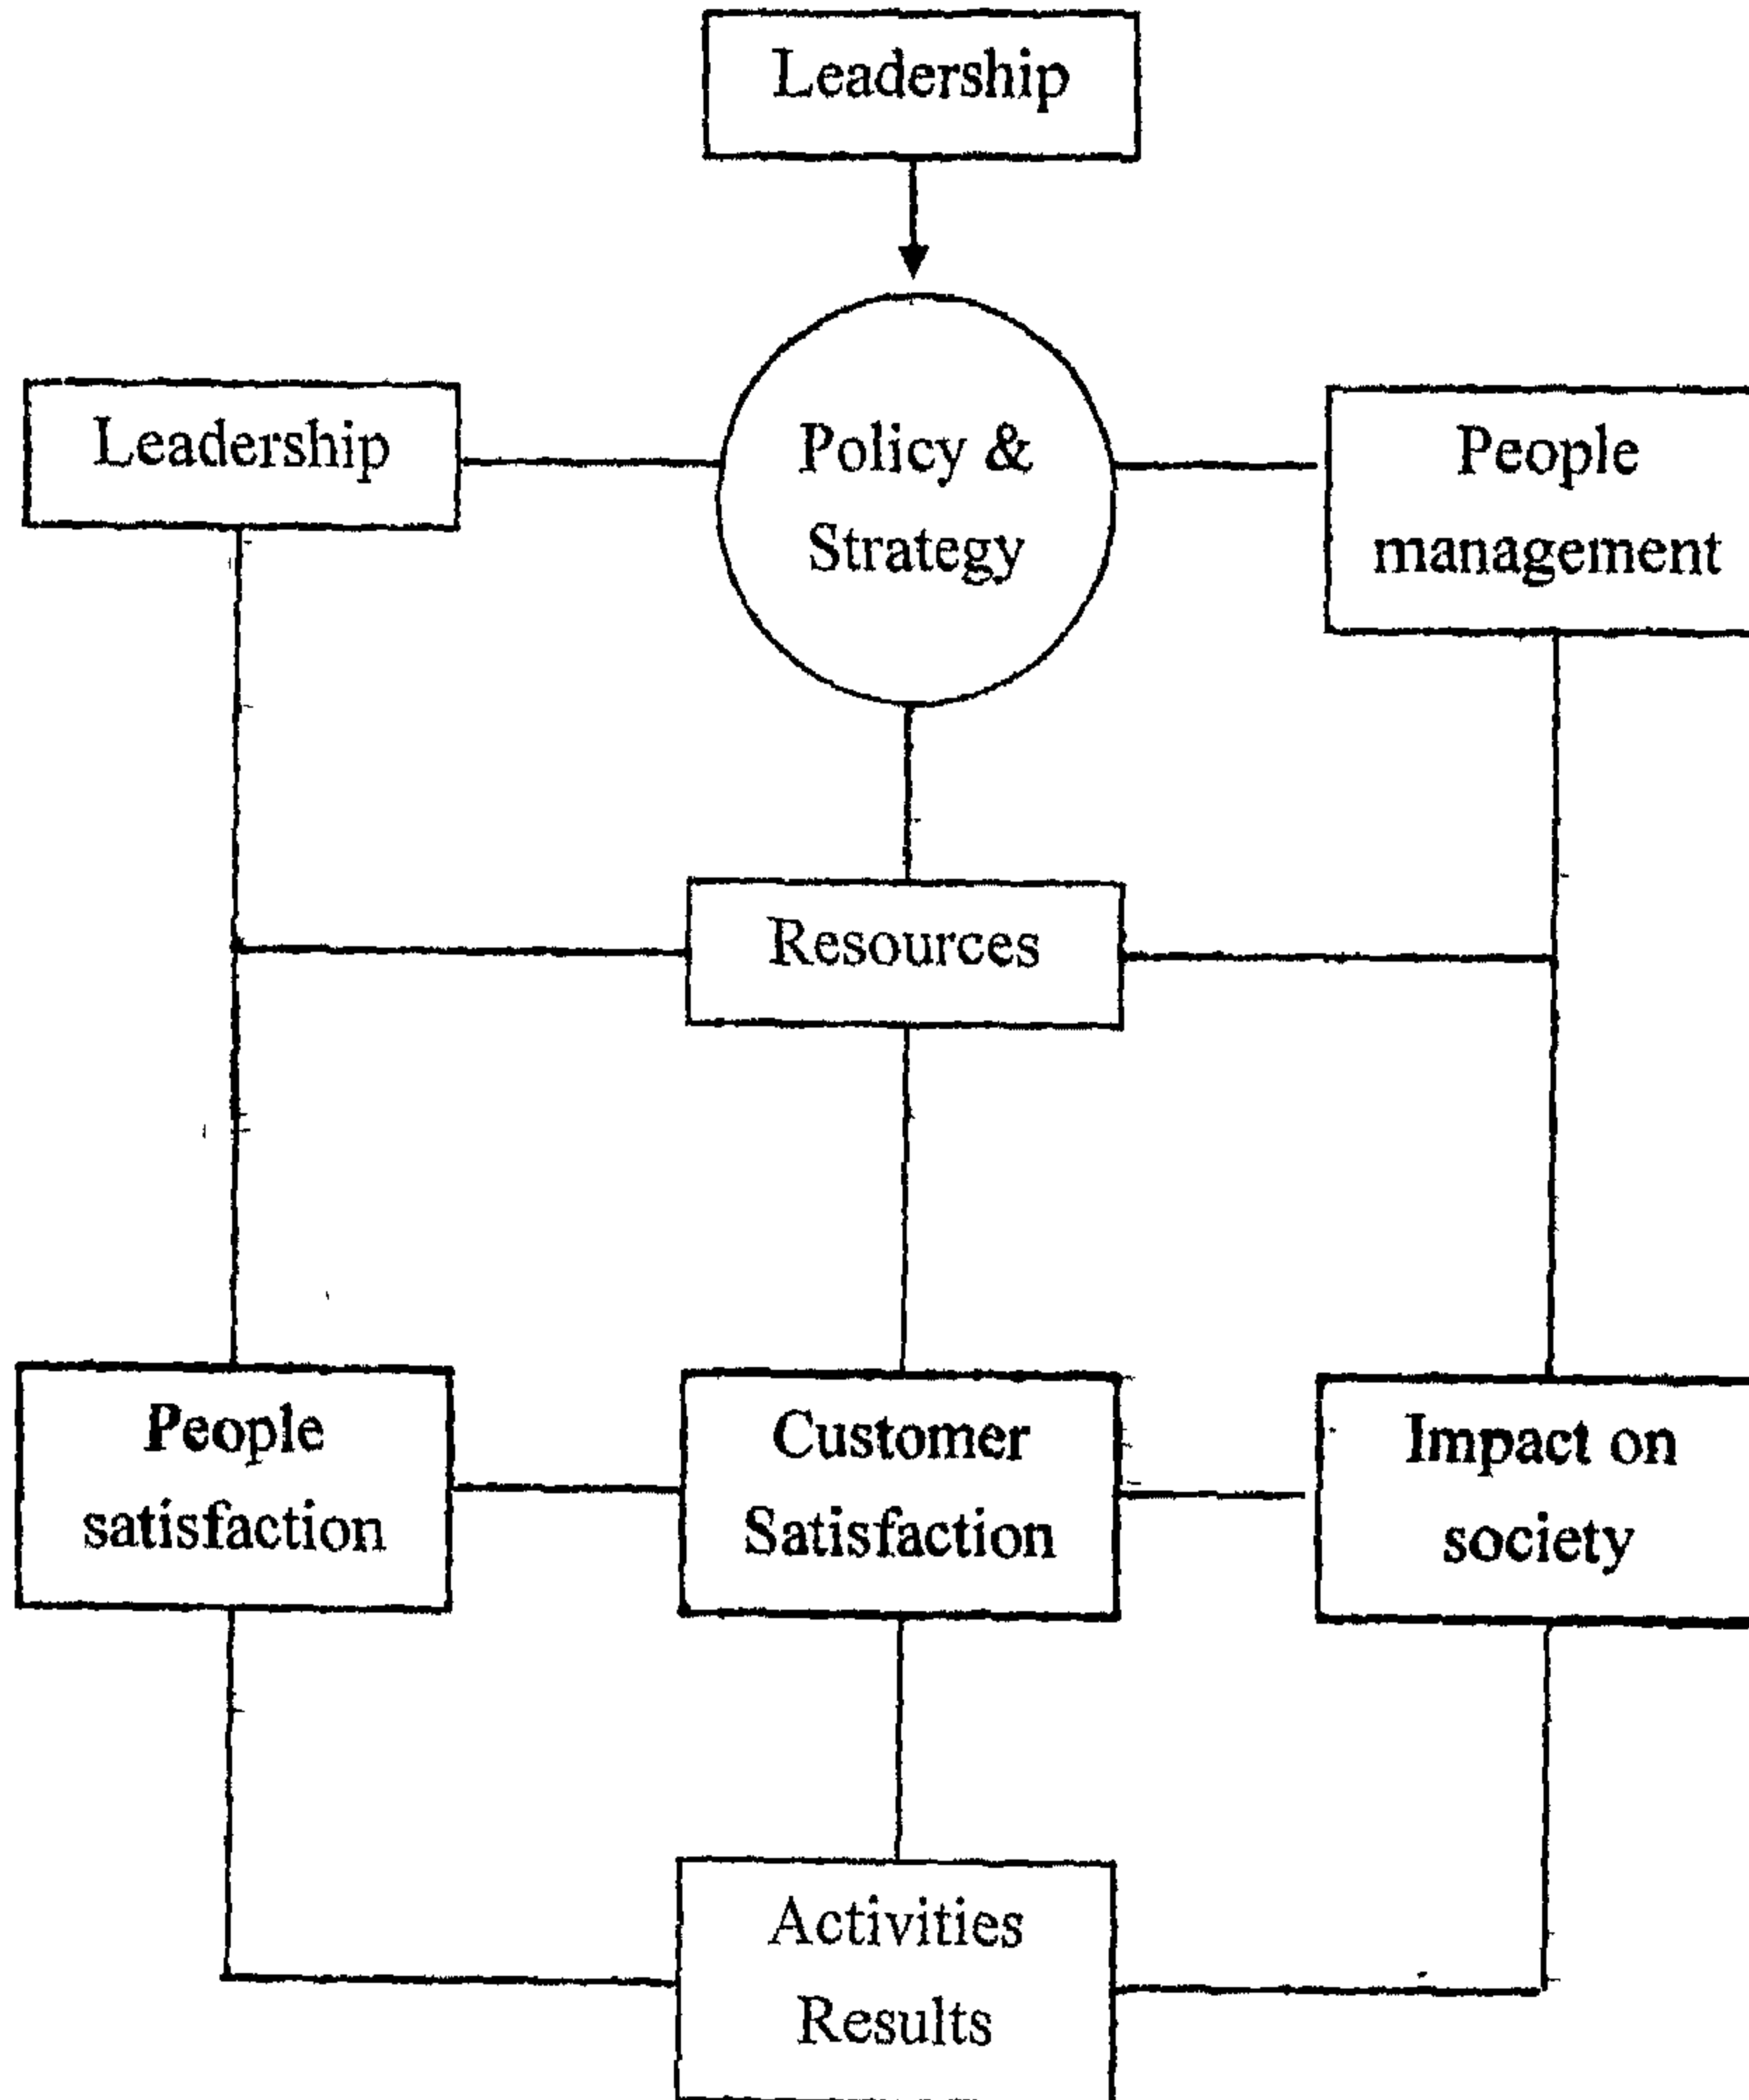 Leadership
Leadership
Policy &
Strategy
People
management
Resources
People
satisfaction
Customer
Satisfaction
Impact on
society
Activities
Results